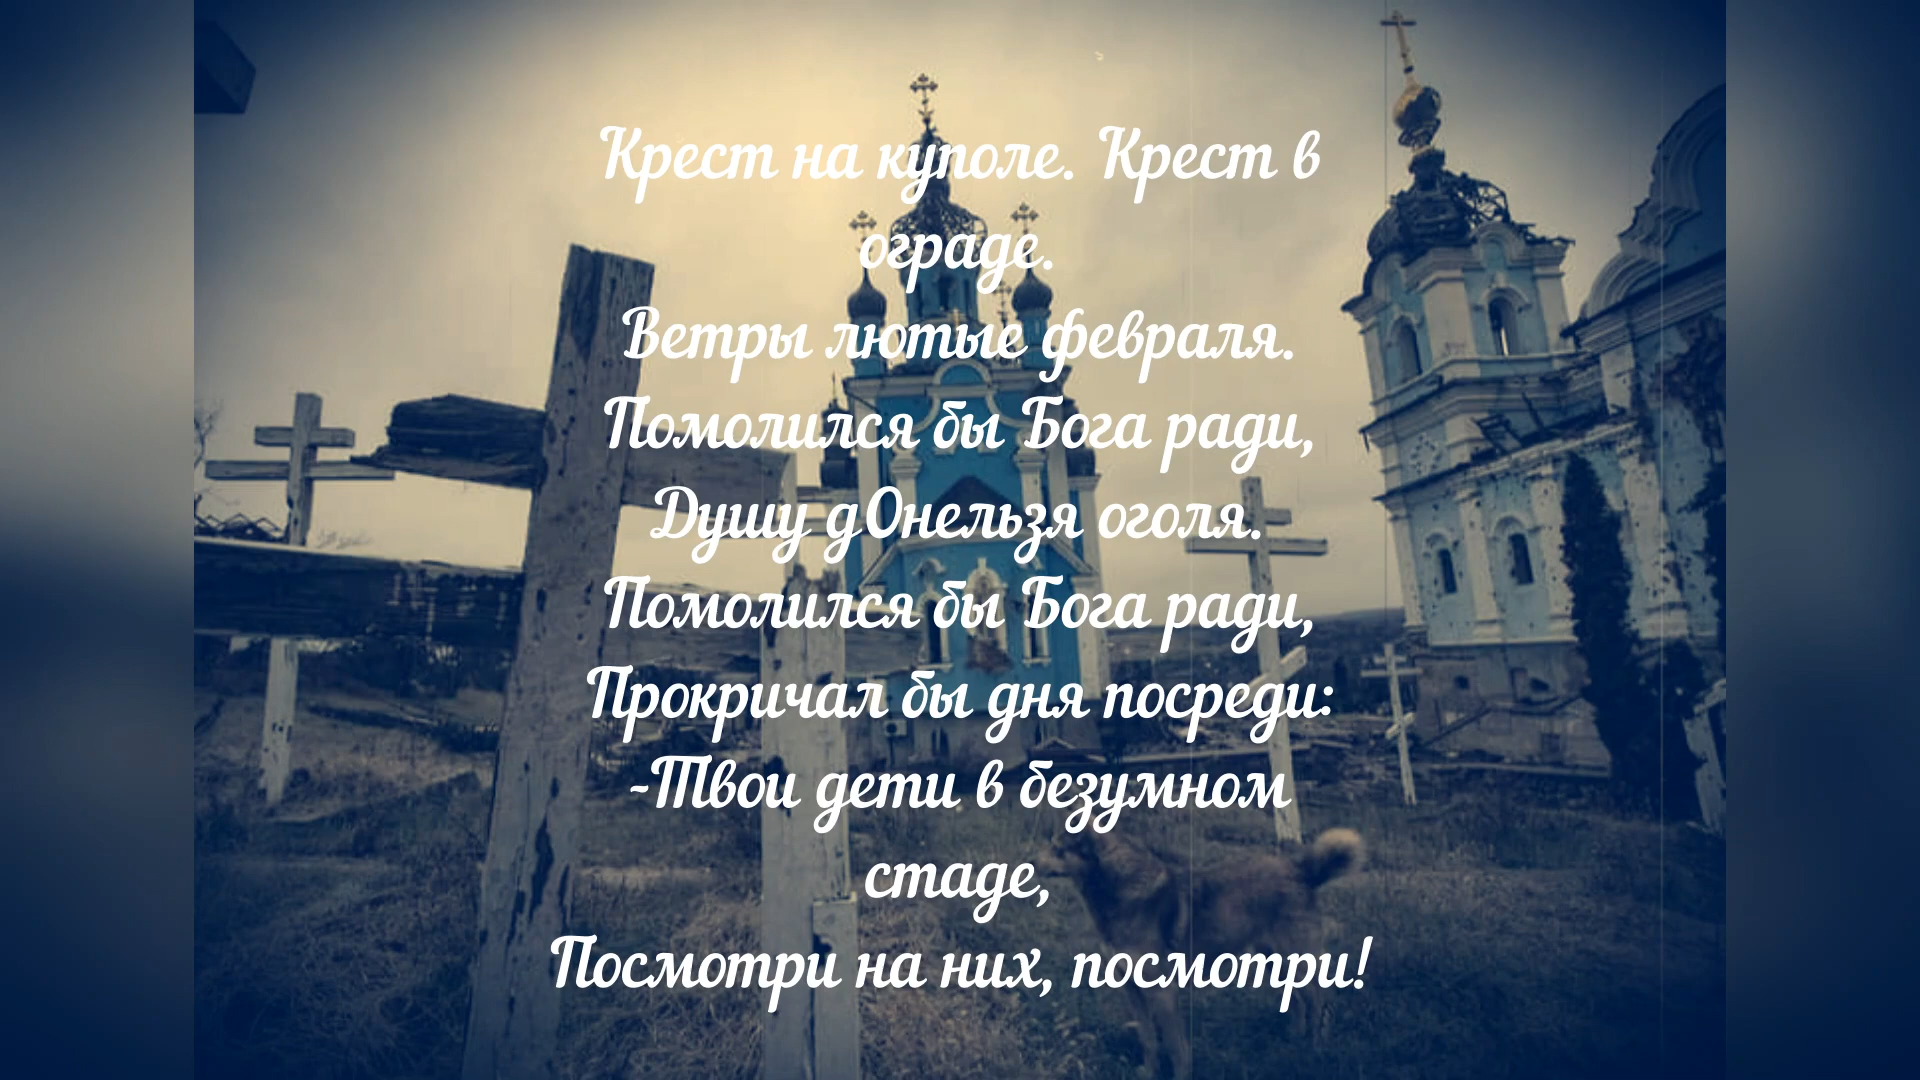 Крест на куполе. Крест в
ограде.
Ветры лютые февраля.
Помолился бы Бога ради,
Душу дОнельзя оголя.
Помолился бы Бога ради,
Прокричал бы дня посреди:
-Твои дети в безумном
стаде,
Посмотри на них, посмотри!